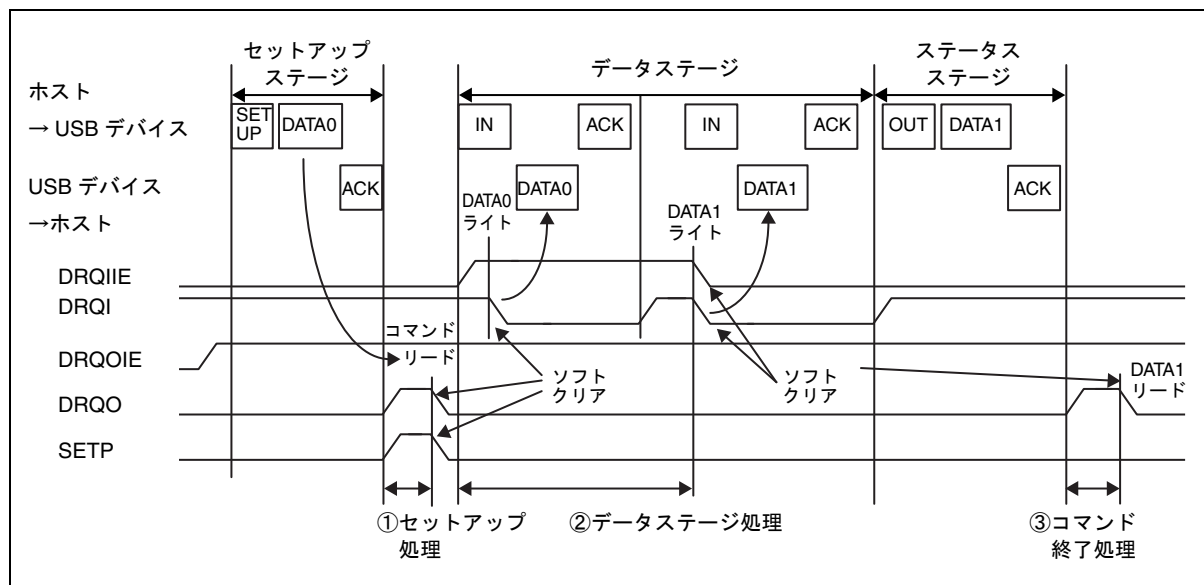 セットアップ
ステージ
データステージ
ステータス
ステージ
ホスト
→ USB デバイス
SET
UP
DATA0
IN
ACK
IN
ACK
OUT
DATA1
USB デバイス
→ホスト
ACK
DATA0
ライト
DATA0
DATA1
ライト
DATA1
ACK
DRQIIE
DRQI
コマンド
リード
DRQOIE
ソフト
クリア
ソフト
クリア
DATA1
リード
DRQO
SETP
①セットアップ
処理
②データステージ処理
③コマンド
終了処理